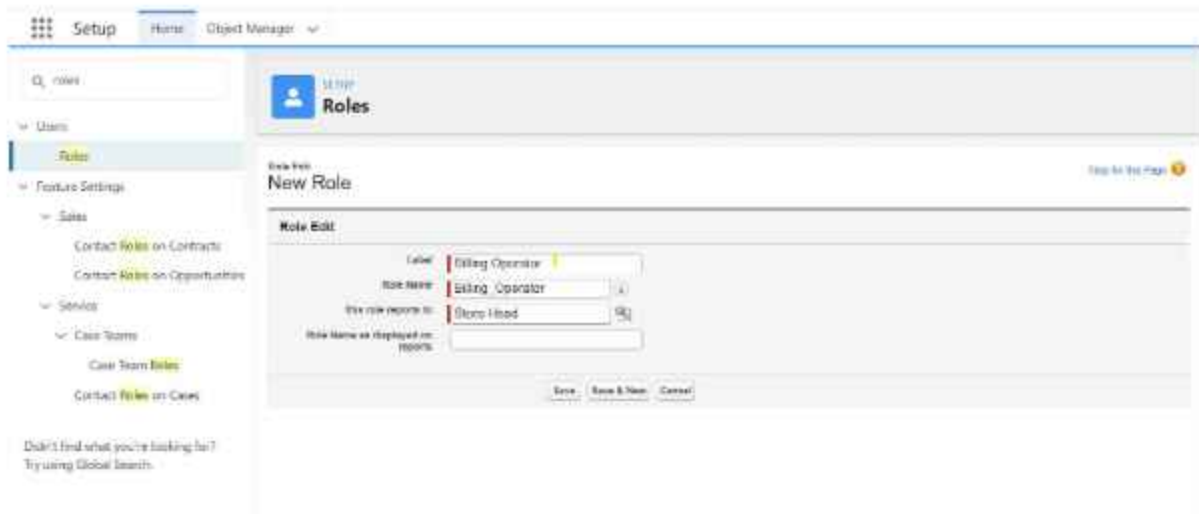 Setup
Home
Object Manager
roles
SETUP
Roles
Users
Roles
Feature Settings
Sales
Contact Roles on Contracts
Contact Roles on Opportunities
Service
Case Teams
Case Team Roles
Contact Roles on Cases
Didn't find what you're looking for?
Try using Global Search.
Role Edit
New Role
Help for this Page
Role Edit
Label
Billing Operator
Role Name
Billing_Operator
i
This role reports to
Store Head
Role Name as displayed on
reports
Save
Save & New
Cancel